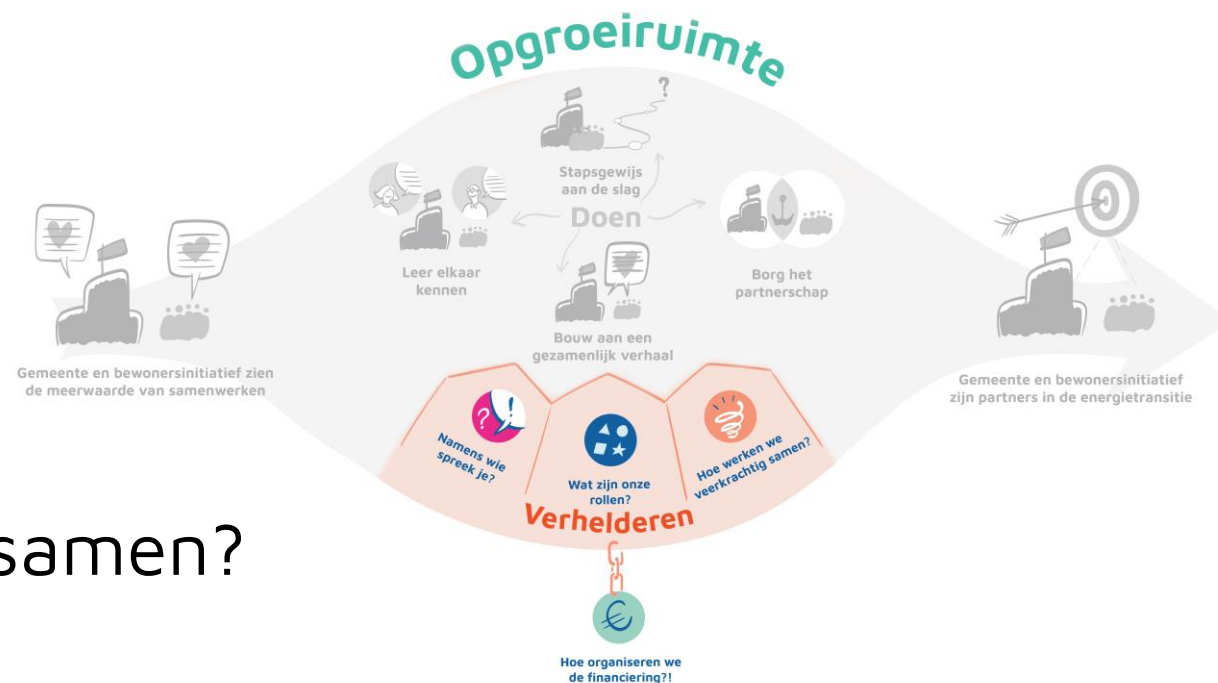 Opgroeiruimte
?
Stapsgewijs
aan de slag
Doen
Leer elkaar
kennen
Borg het
partnerschap
Bouw aan een
gezamenlijk verhaal
Gemeente en bewonersinitiatief zien
de meerwaarde van samenwerken
Gemeente en bewonersinitiatief
zijn partners in de energietransitie
? !
Namens wie
spreek je?
Wat zijn onze
rollen?
Hoe werken we
veerkrachtig samen?
Verhelderen
samen?
€
Hoe organiseren we
de financiering?!